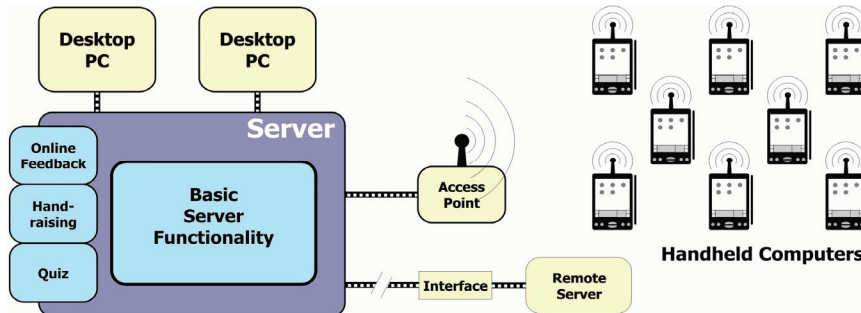 Desktop
PC
Desktop
PC
Server
Online
Feedback
Hand-
raising
Quiz
Basic
Server
Functionality
Access
Point
Interface
Remote
Server
Handheld Computers